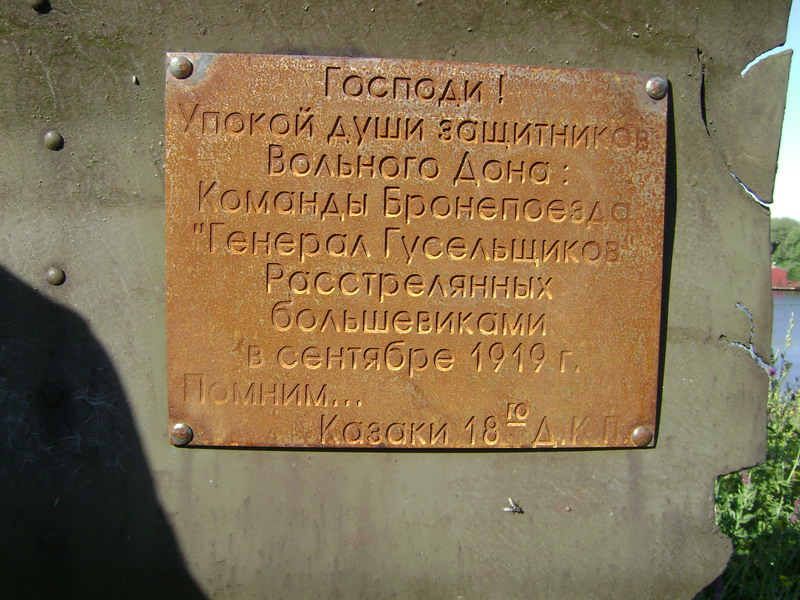 Господи !
Упокой души защитников
Вольного Дона :
Команды Бронепоезда
"Генерал Гусельщиков"
Расстрелянных
большевиками
в сентябре 1919 г.
Помним...
Казаки 18го Д.К.П.